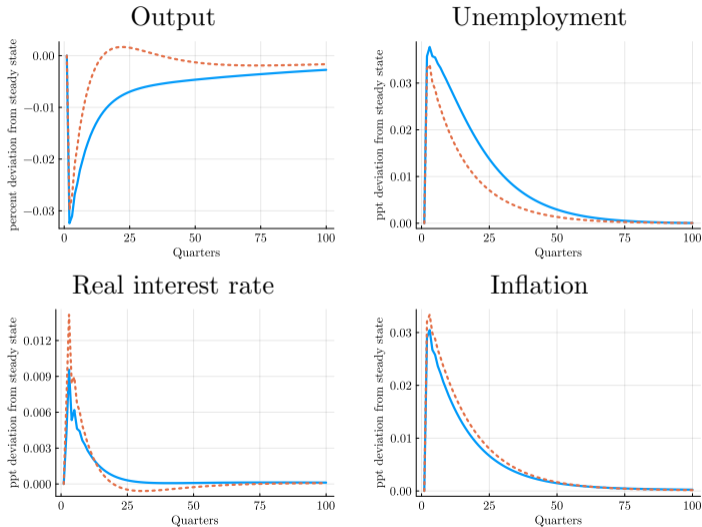 Output
percent deviation from steady state
0.00
−0.01
−0.02
−0.03
0 25 50 75 100
Quarters
Unemployment
ppt deviation from steady state
0.03
0.02
0.01
0.00
0 25 50 75 100
Quarters
Real interest rate
ppt deviation from steady state
0.012
0.009
0.006
0.003
0.000
0 25 50 75 100
Quarters
Inflation
ppt deviation from steady state
0.03
0.02
0.01
0.00
0 25 50 75 100
Quarters